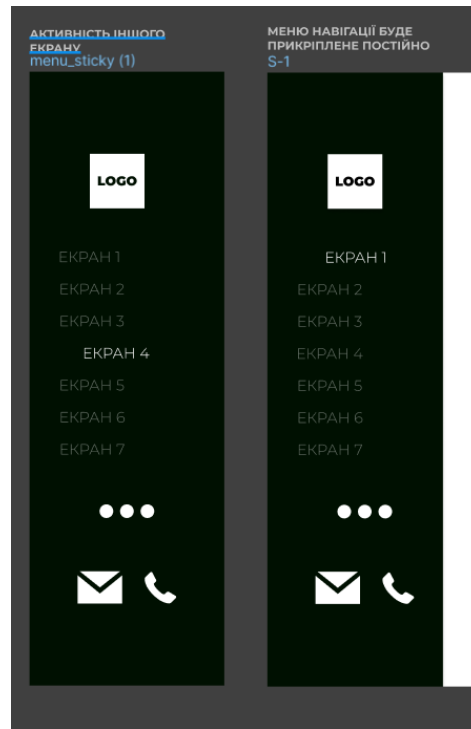 АКТИВНІСТЬ ІНШОГО
ЕКРАНУ
menu_sticky (1)
LOGO
ЕКРАН 1
ЕКРАН 2
ЕКРАН 3
ЕКРАН 4
ЕКРАН 5
ЕКРАН 6
ЕКРАН 7
МЕНЮ НАВІГАЦІЇ БУДЕ
ПРИКРІПЛЕНЕ ПОСТІЙНО
S-1
LOGO
ЕКРАН 1
ЕКРАН 2
ЕКРАН 3
ЕКРАН 4
ЕКРАН 5
ЕКРАН 6
ЕКРАН 7